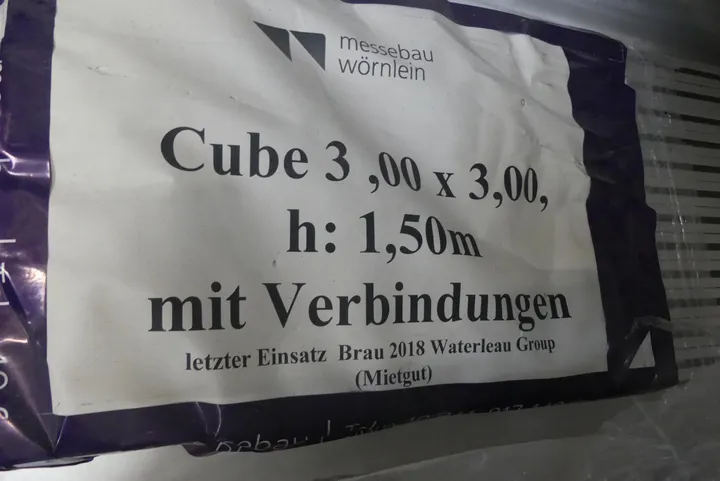 messebau
wörnlein
Cube 3 ,00 x 3,00,
h: 1,50m
mit Verbindungen
letzter Einsatz Brau 2018 Waterleau Group
(Mietgut)